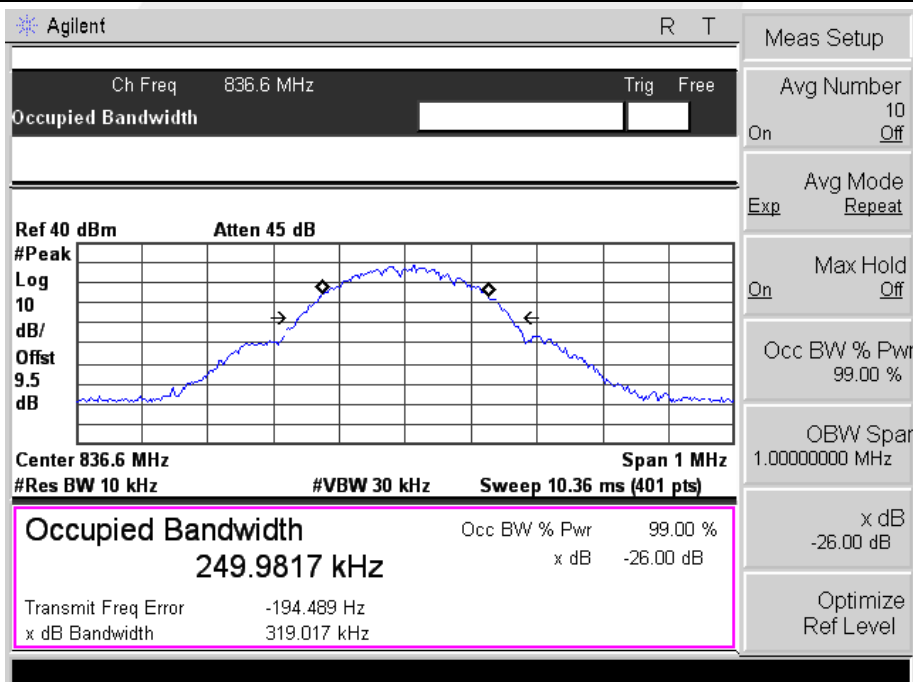 Agilent R T
Ch Freq 836.6 MHz Trig Free
Occupied Bandwidth
Ref 40 dBm Atten 45 dB
#Peak
Log
10
dB/
Offst
9.5
dB
Center 836.6 MHz Span 1 MHz
#Res BW 10 kHz #VBW 30 kHz Sweep 10.36 ms (401 pts)
Occupied Bandwidth
249.9817 kHz
Occ BW % Pwr 99.00 %
x dB -26.00 dB
Transmit Freq Error -194.489 Hz
x dB Bandwidth 319.017 kHz
Meas Setup
Avg Number
10
On Off
Avg Mode
Exp Repeat
Max Hold
On Off
Occ BW % Pwr
99.00 %
OBW Span
1.00000000 MHz
x dB
-26.00 dB
Optimize
Ref Level